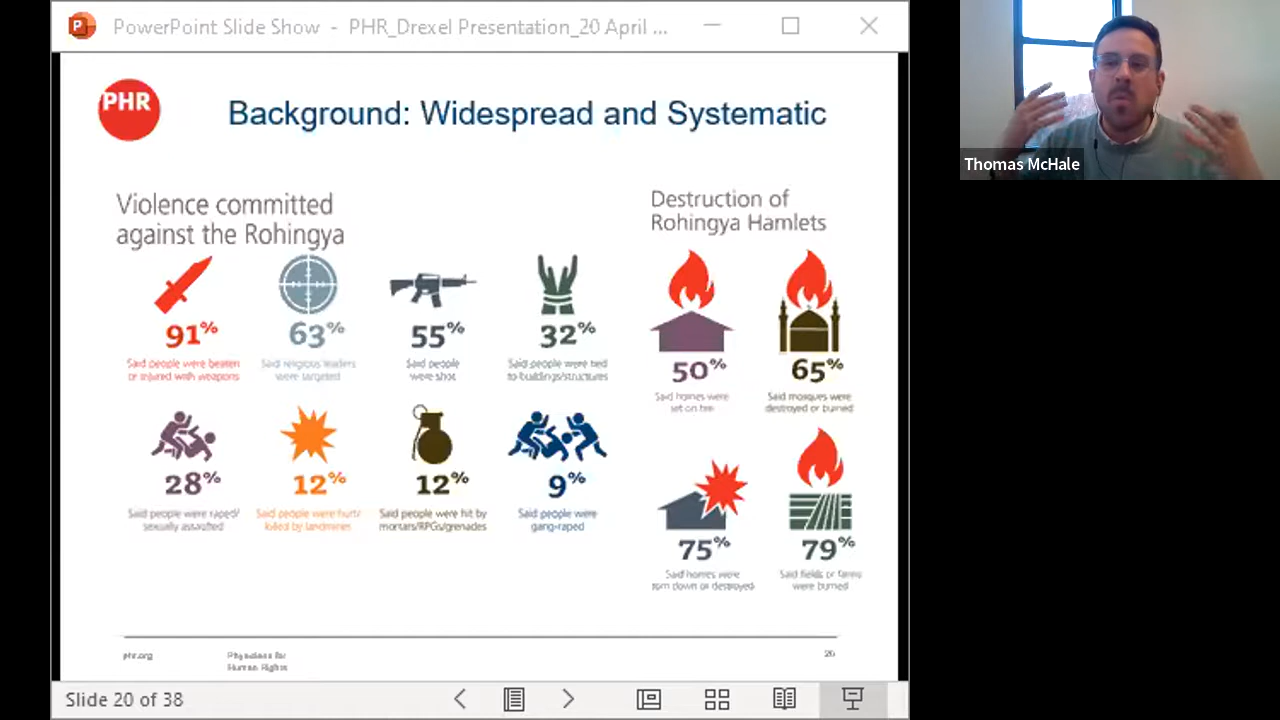 PowerPoint Slide Show - PHR_Drexel Presentation_20 April ...
PHR
Background: Widespread and Systematic
Violence committed
against the Rohingya
91%
Said people were beaten
or injured with weapons
63%
Said religious leaders
were targeted
55%
Said people
were shot
32%
Said people were tied
to buildings/structures
28%
Said people were raped/
sexually assaulted
12%
Said people were hurt/
killed by landmines
12%
Said people were hit by
mortars/RPGs/grenades
9%
Said people were
gang-raped
Destruction of
Rohingya Hamlets
50%
Said homes were
set on fire
65%
Said mosques were
destroyed or burned
75%
Said homes were
torn down or destroyed
79%
Said fields or farms
were burned
phr.org
Physicians for
Human Rights
20
Slide 20 of 38
Thomas McHale